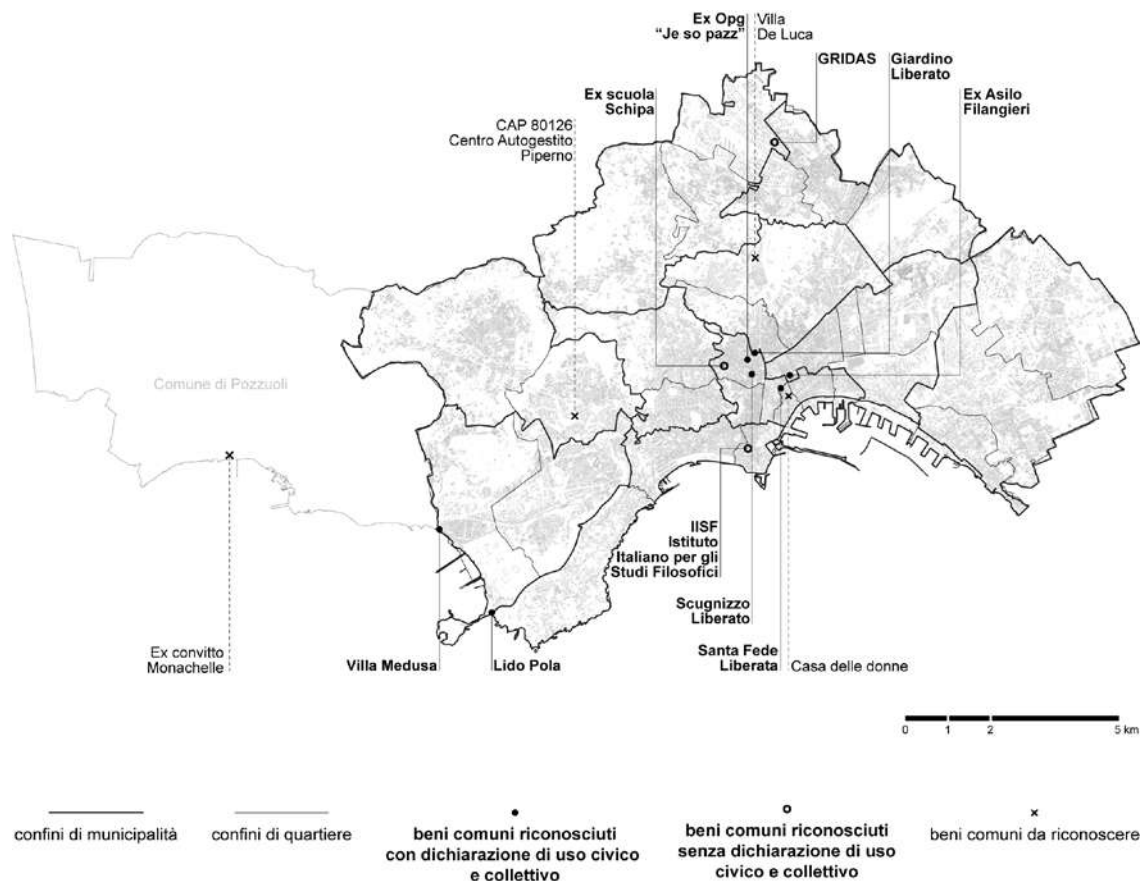 Ex Opg
"Je so pazz"
Villa
De Luca
GRIDAS
Giardino
Liberato
Ex scuola
Schipa
Ex Asilo
Filangieri
CAP 80126
Centro Autogestito
Piperno
Comune di Pozzuoli
IISF
Istituto
Italiano per gli
Studi Filosofici
Scugnizzo
Liberato
Ex convitto
Monachelle
Villa Medusa
Lido Pola
Santa Fede
Liberata
Casa delle donne
0 1 2 5 km
confini di municipalità
confini di quartiere
beni comuni riconosciuti
con dichiarazione di uso civico
e collettivo
beni comuni riconosciuti
senza dichiarazione di uso
civico e collettivo
beni comuni da riconoscere